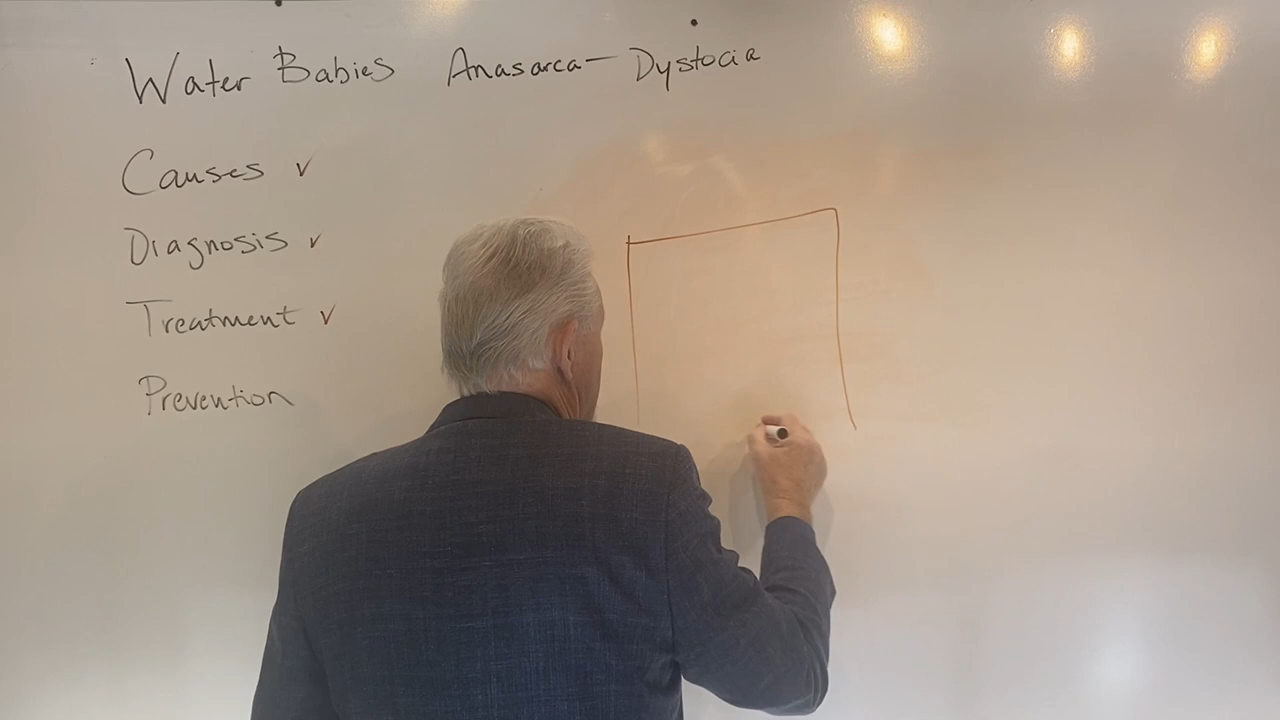 Water Babies Anasarca— Dystocia
Causes ✓
Diagnosis ✓
Treatment ✓
Prevention